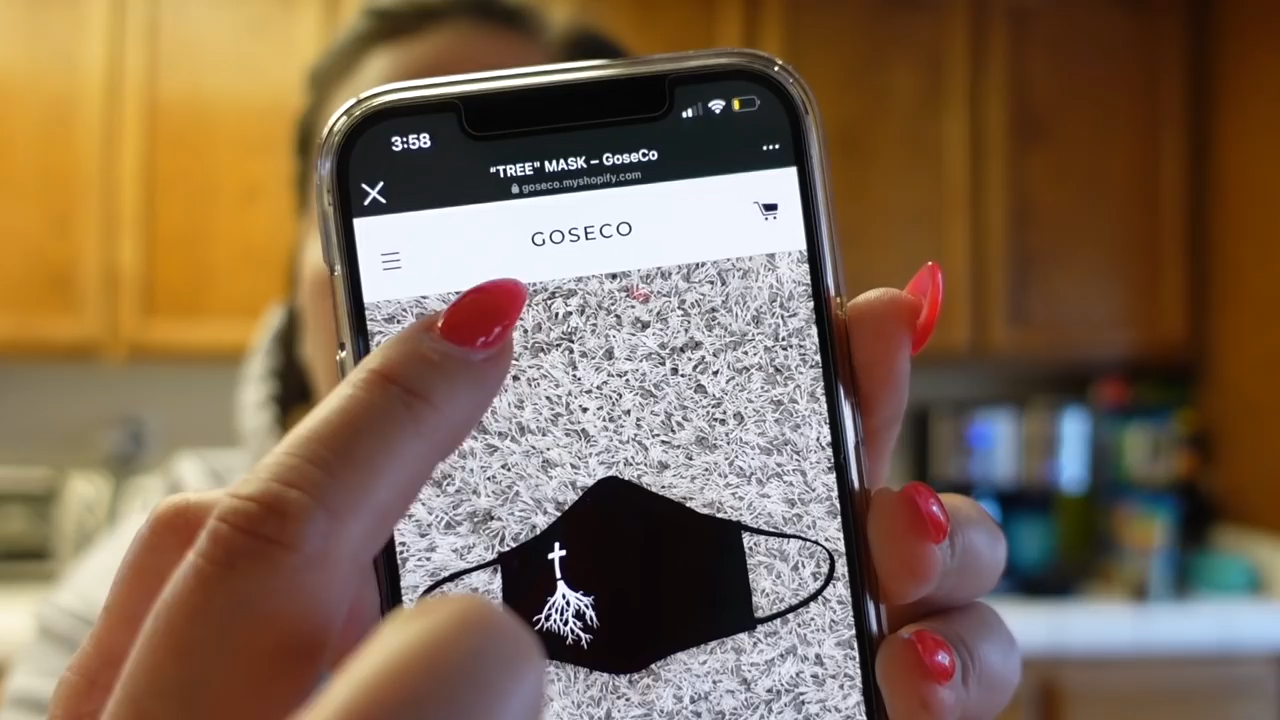 3:58
“TREE” MASK – GoseCo
goseco.myshopify.com
GOSECO